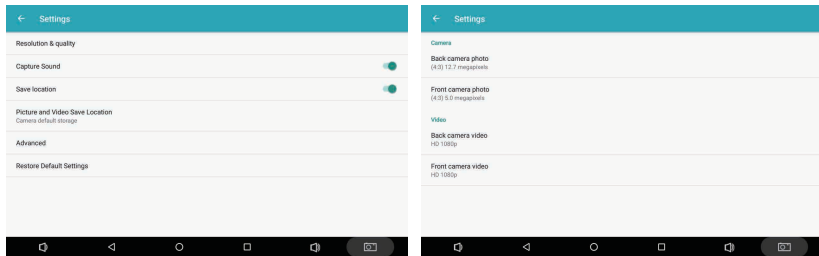 Settings
Resolution & quality
Capture Sound
Save location
Picture and Video Save Location
Camera default storage
Advanced
Restore Default Settings
Settings
Camera
Back camera photo
(4:3) 12.7 megapixels
Front camera photo
(4:3) 5.0 megapixels
Video
Back camera video
HD 1080p
Front camera video
HD 1080p